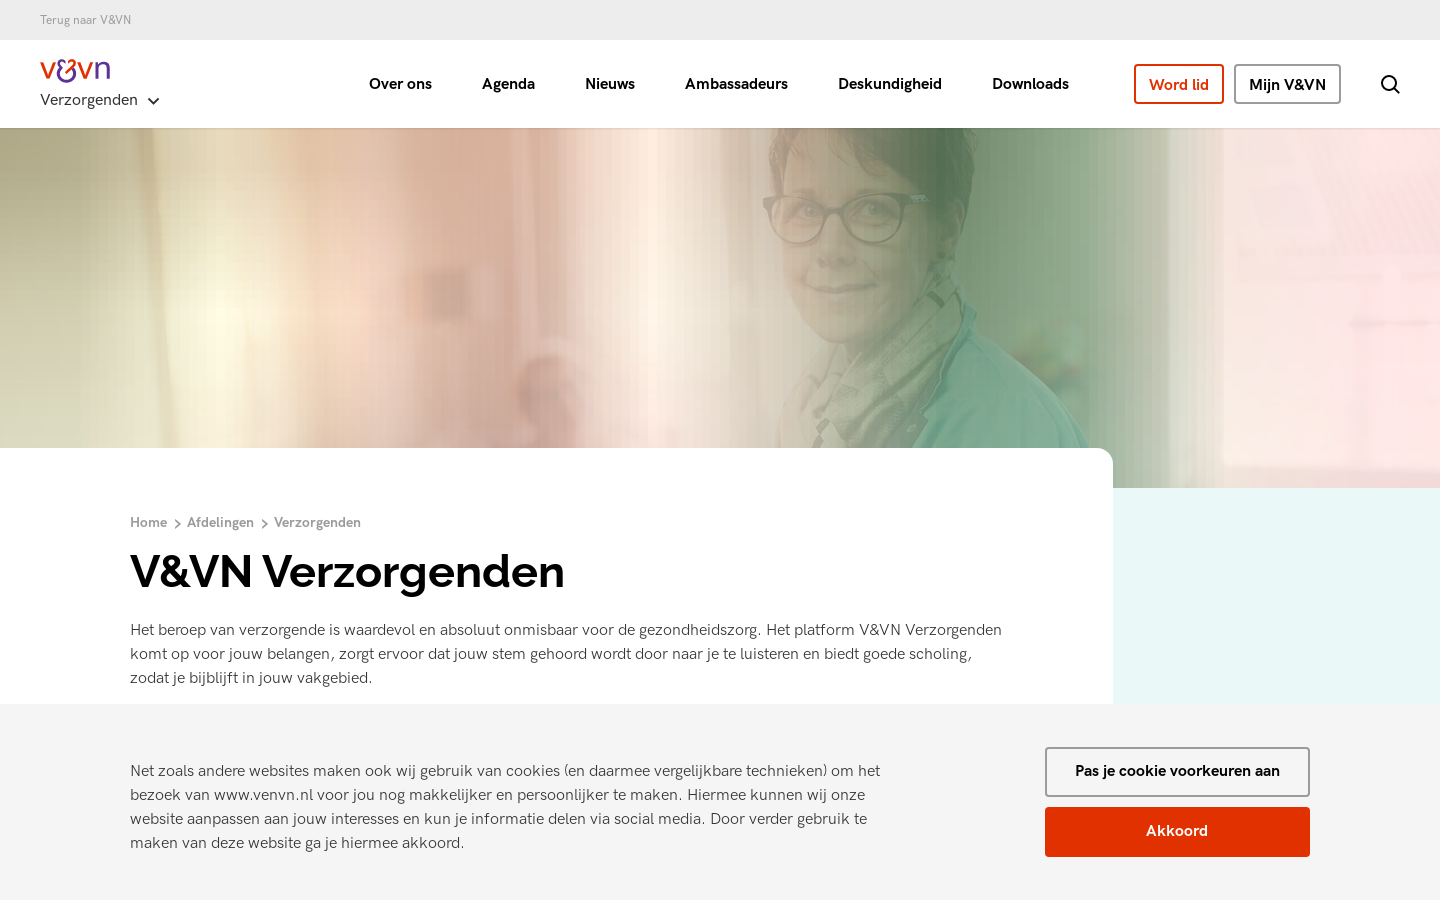 Terug naar V&VN
v&vn
Verzorgenden
Over ons
Agenda
Nieuws
Ambassadeurs
Deskundigheid
Downloads
Word lid
Mijn V&VN
Home
Afdelingen
Verzorgenden
V&VN Verzorgenden
Het beroep van verzorgende is waardevol en absoluut onmisbaar voor de gezondheidszorg. Het platform V&VN Verzorgenden
komt op voor jouw belangen, zorgt ervoor dat jouw stem gehoord wordt door naar je te luisteren en biedt goede scholing,
zodat je bijblijft in jouw vakgebied.
Net zoals andere websites maken ook wij gebruik van cookies (en daarmee vergelijkbare technieken) om het
bezoek van www.venvn.nl voor jou nog makkelijker en persoonlijker te maken. Hiermee kunnen wij onze
website aanpassen aan jouw interesses en kun je informatie delen via social media. Door verder gebruik te
maken van deze website ga je hiermee akkoord.
Pas je cookie voorkeuren aan
Akkoord